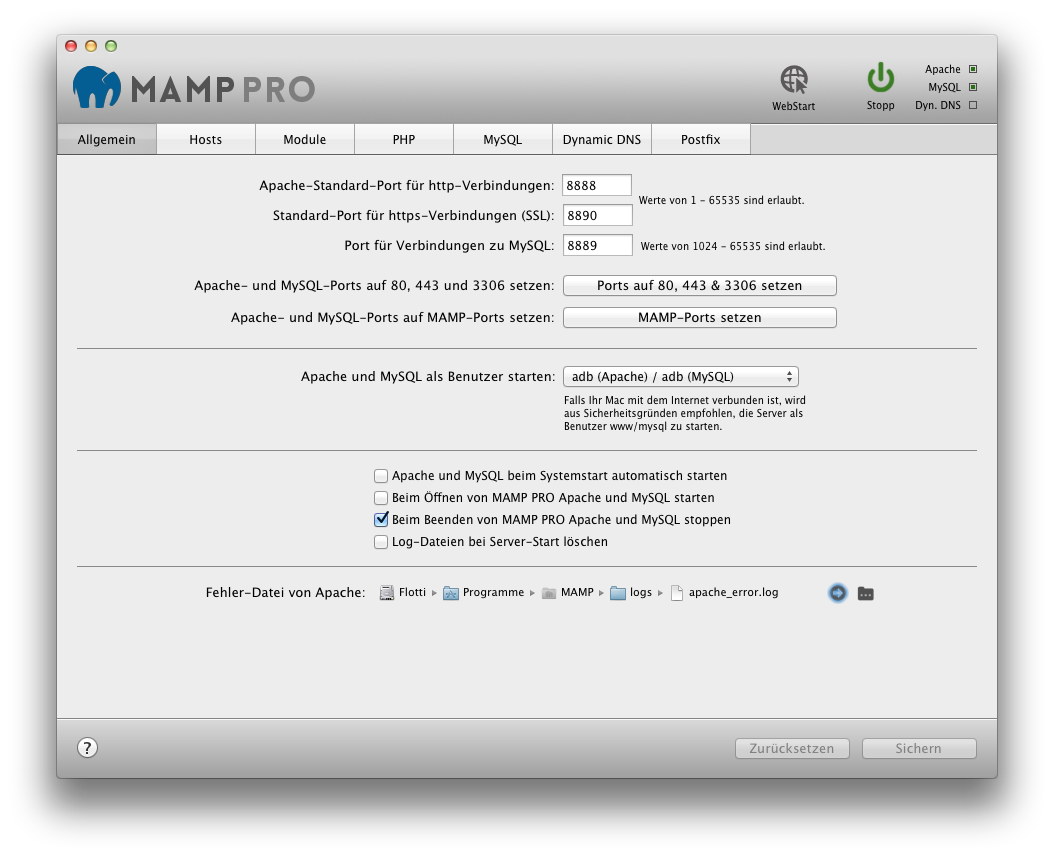 MAMP PRO
WebStart
Stopp
Apache
MySQL
Dyn. DNS
Allgemein
Hosts
Module
PHP
MySQL
Dynamic DNS
Postfix
Apache-Standard-Port für http-Verbindungen: 8888
Werte von 1 – 65535 sind erlaubt.
Standard-Port für https-Verbindungen (SSL): 8890
Port für Verbindungen zu MySQL: 8889 Werte von 1024 – 65535 sind erlaubt.
Apache- und MySQL-Ports auf 80, 443 und 3306 setzen: Ports auf 80, 443 & 3306 setzen
Apache- und MySQL-Ports auf MAMP-Ports setzen: MAMP-Ports setzen
Apache und MySQL als Benutzer starten: adb (Apache) / adb (MySQL)
Falls Ihr Mac mit dem Internet verbunden ist, wird
aus Sicherheitsgründen empfohlen, die Server als
Benutzer www/mysql zu starten.
Apache und MySQL beim Systemstart automatisch starten
Beim Öffnen von MAMP PRO Apache und MySQL starten
Beim Beenden von MAMP PRO Apache und MySQL stoppen
Log-Dateien bei Server-Start löschen
Fehler-Datei von Apache: Flotti ▸ Programme ▸ MAMP ▸ logs ▸ apache_error.log
?
Zurücksetzen
Sichern